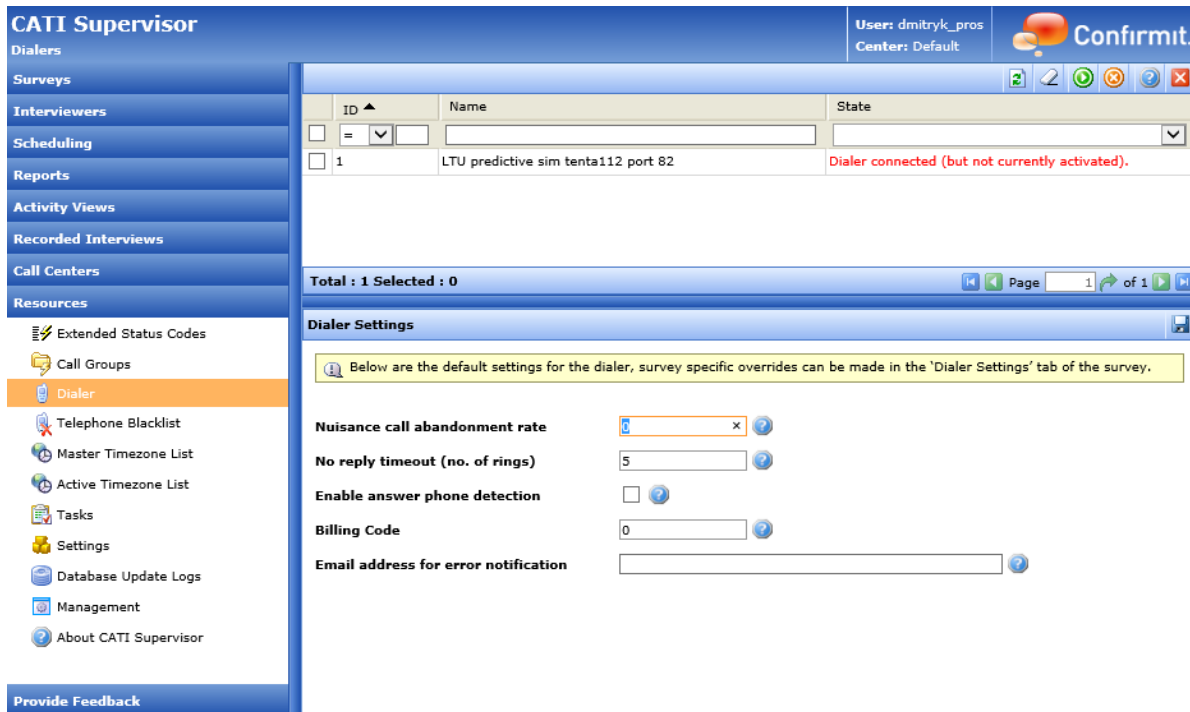 CATI Supervisor
Dialers
User: dmitryk_pros
Center: Default
Confirmit.
Surveys
Interviewers
Scheduling
Reports
Activity Views
Recorded Interviews
Call Centers
Resources
Extended Status Codes
Call Groups
Dialer
Telephone Blacklist
Master Timezone List
Active Timezone List
Tasks
Settings
Database Update Logs
Management
About CATI Supervisor
Provide Feedback
ID Name State
=
1 LTU predictive sim tenta112 port 82 Dialer connected (but not currently activated).
Total : 1 Selected : 0 Page 1 of 1
Dialer Settings
Below are the default settings for the dialer, survey specific overrides can be made in the 'Dialer Settings' tab of the survey.
Nuisance call abandonment rate 0
No reply timeout (no. of rings) 5
Enable answer phone detection
Billing Code 0
Email address for error notification